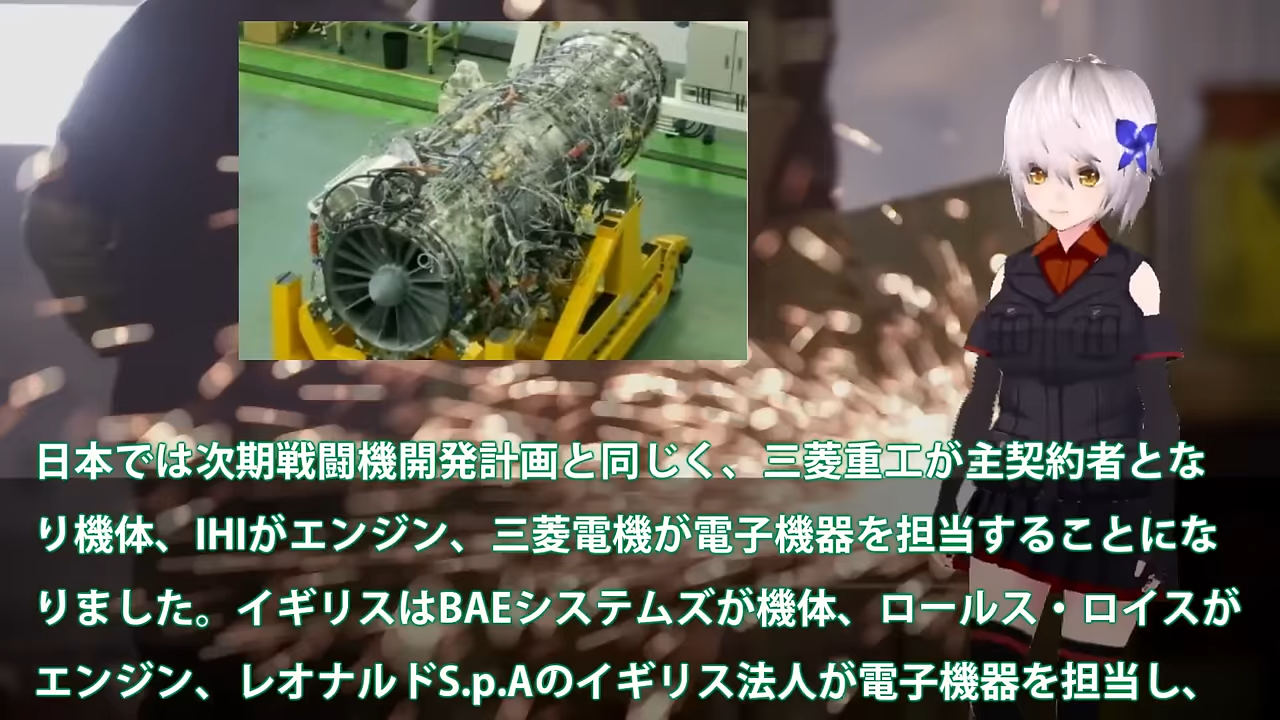 日本では次期戦闘機開発計画と同じく、三菱重工が主契約者とな
り機体、IHIがエンジン、三菱電機が電子機器を担当することにな
りました。イギリスはBAEシステムズが機体、ロールス・ロイスが
エンジン、レオナルドS.p.Aのイギリス法人が電子機器を担当し、